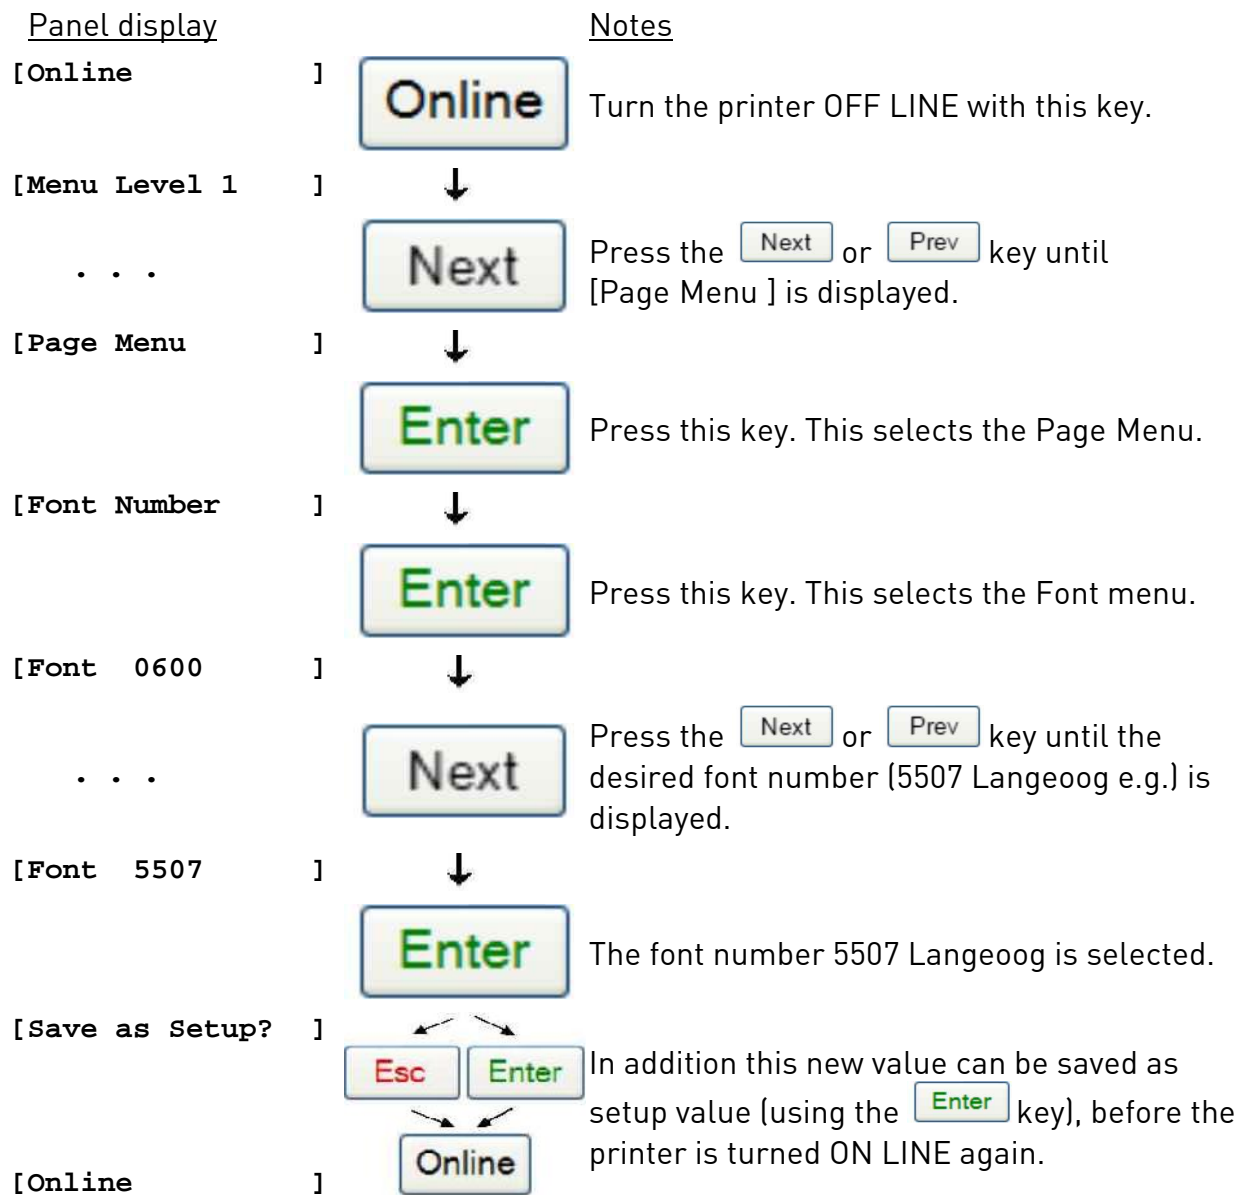 Panel display Notes
[Online ] Online Turn the printer OFF LINE with this key.
[Menu Level 1 ]
. . . Next Press the Next or Prev key until
[Page Menu ] is displayed.
[Page Menu ]
Enter Press this key. This selects the Page Menu.
[Font Number ]
Enter Press this key. This selects the Font menu.
[Font 0600 ]
. . . Next Press the Next or Prev key until the
desired font number (5507 Langeoog e.g.) is
displayed.
[Font 5507 ]
Enter The font number 5507 Langeoog is selected.
[Save as Setup? ]
Esc Enter In addition this new value can be saved as
setup value (using the Enter key), before the
Online printer is turned ON LINE again.
[Online ]